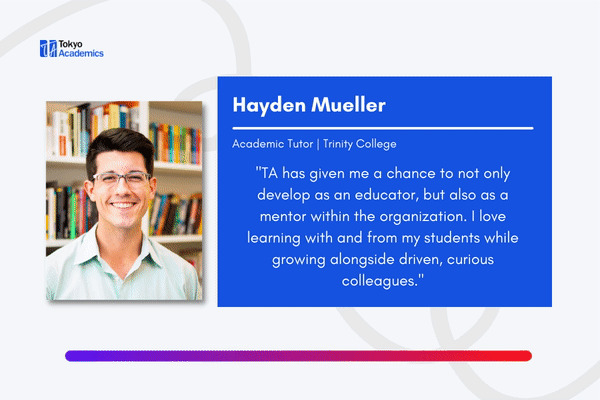 Tokyo
Academics
Hayden Mueller
Academic Tutor | Trinity College
"TA has given me a chance to not only
develop as an educator, but also as a
mentor within the organization. I love
learning with and from my students while
growing alongside driven, curious
colleagues."